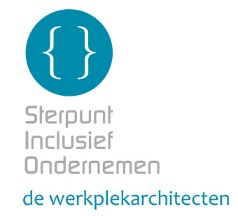 { }
Sterpunt
Inclusief
Ondernemen
de werkplekarchitecten